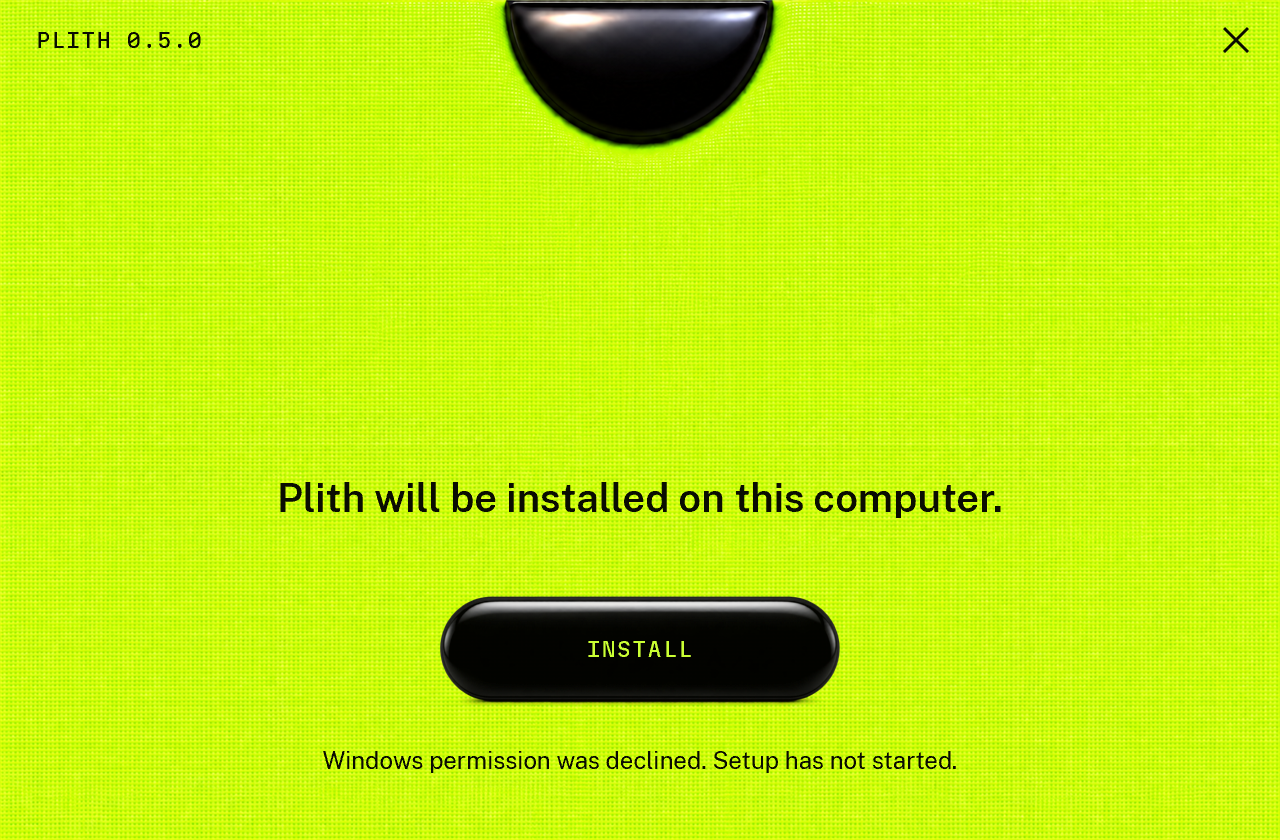 PLITH 0.5.0
Plith will be installed on this computer.
INSTALL
Windows permission was declined. Setup has not started.